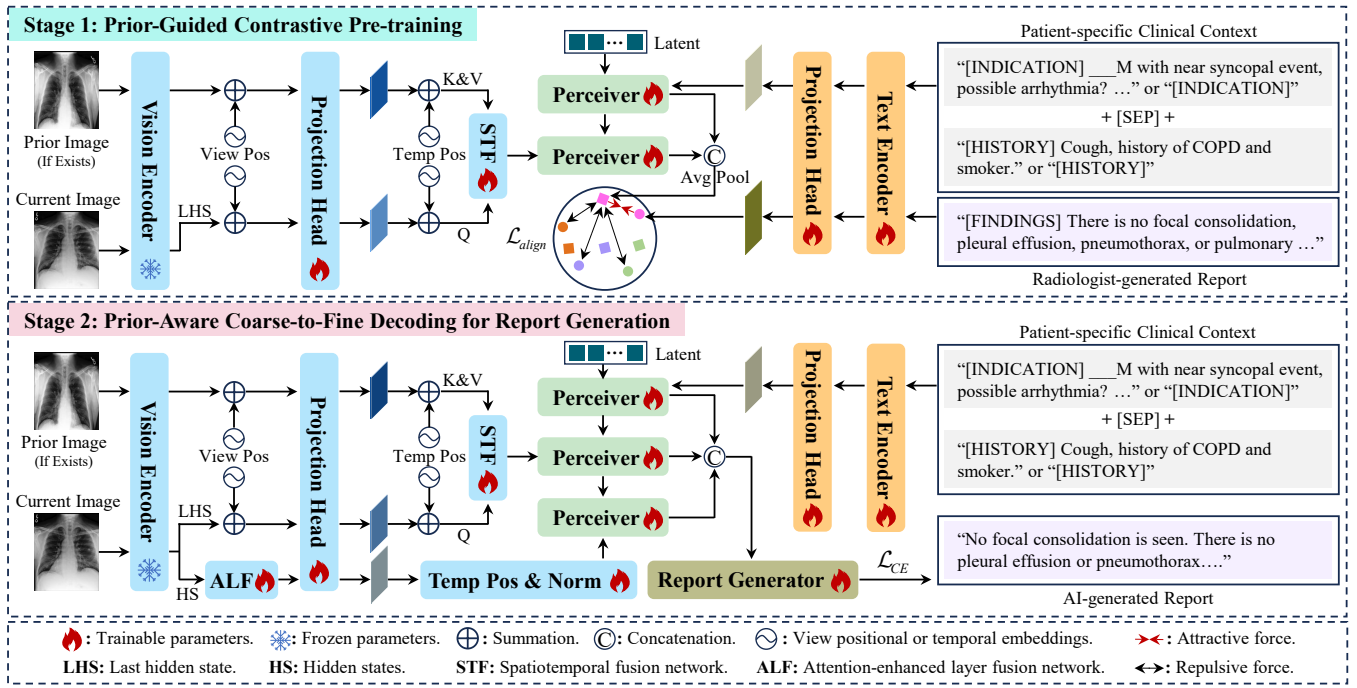 Stage 1: Prior-Guided Contrastive Pre-training
Prior Image
(If Exists)
Current Image
Vision Encoder
LHS
View Pos
Projection Head
Temp Pos
K&V
Q
STF
Latent
Perceiver
Perceiver
C
Avg Pool
ℒalign
Projection Head
Text Encoder
Patient-specific Clinical Context
“[INDICATION] ___M with near syncopal event,
possible arrhythmia? …” or “[INDICATION]”
+ [SEP] +
“[HISTORY] Cough, history of COPD and
smoker.” or “[HISTORY]”
“[FINDINGS] There is no focal consolidation,
pleural effusion, pneumothorax, or pulmonary …”
Radiologist-generated Report
Stage 2: Prior-Aware Coarse-to-Fine Decoding for Report Generation
Prior Image
(If Exists)
Current Image
Vision Encoder
LHS
HS
ALF
View Pos
Projection Head
Temp Pos
K&V
Q
STF
Temp Pos & Norm
Latent
Perceiver
Perceiver
Perceiver
C
Report Generator
ℒCE
Projection Head
Text Encoder
Patient-specific Clinical Context
“[INDICATION] ___M with near syncopal event,
possible arrhythmia? …” or “[INDICATION]”
+ [SEP] +
“[HISTORY] Cough, history of COPD and
smoker.” or “[HISTORY]”
“No focal consolidation is seen. There is no
pleural effusion or pneumothorax….”
AI-generated Report
: Trainable parameters. : Frozen parameters. : Summation. C : Concatenation. : View positional or temporal embeddings. : Attractive force.
LHS: Last hidden state. HS: Hidden states. STF: Spatiotemporal fusion network. ALF: Attention-enhanced layer fusion network. : Repulsive force.